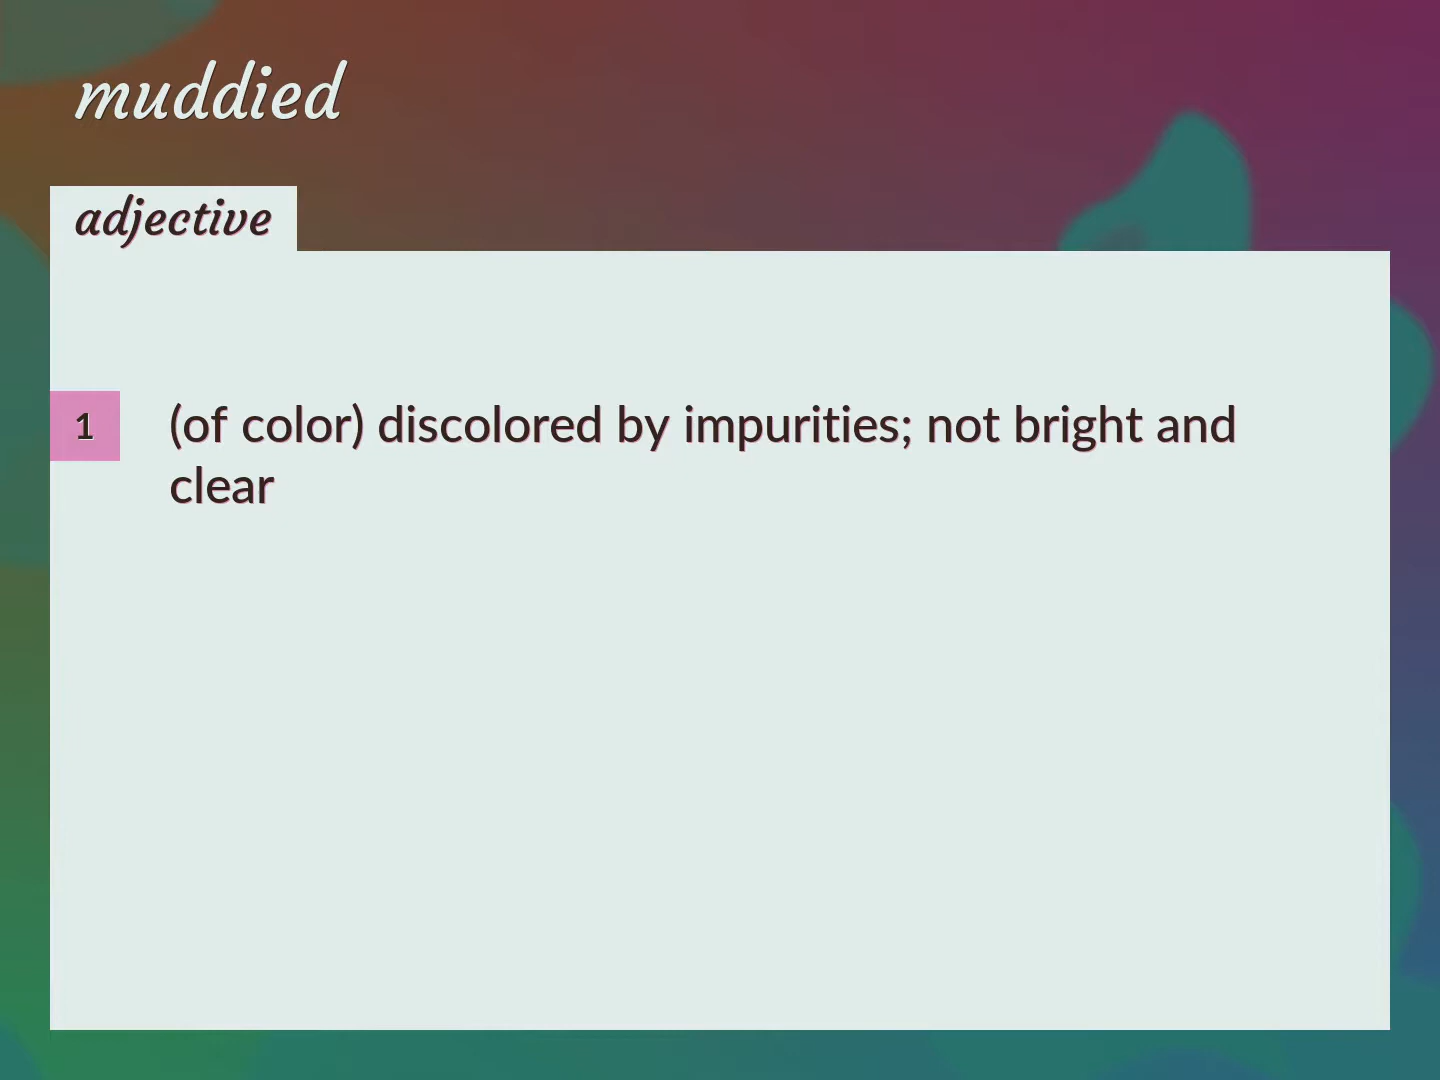 muddied
adjective
1 (of color) discolored by impurities; not bright and
clear